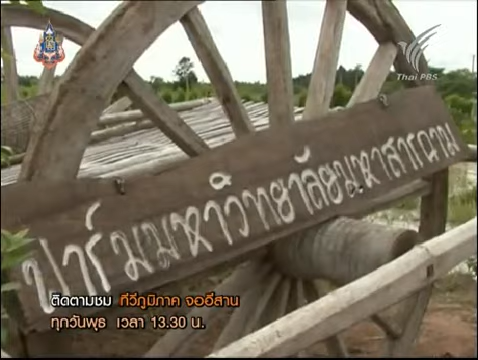 Thai PBS
ปาร์มมหาวิทยาลัยมหาสารคาม
ติดตามชม ทีวีภูมิภาค จออีสาน
ทุกวันพุธ เวลา 13.30 น.